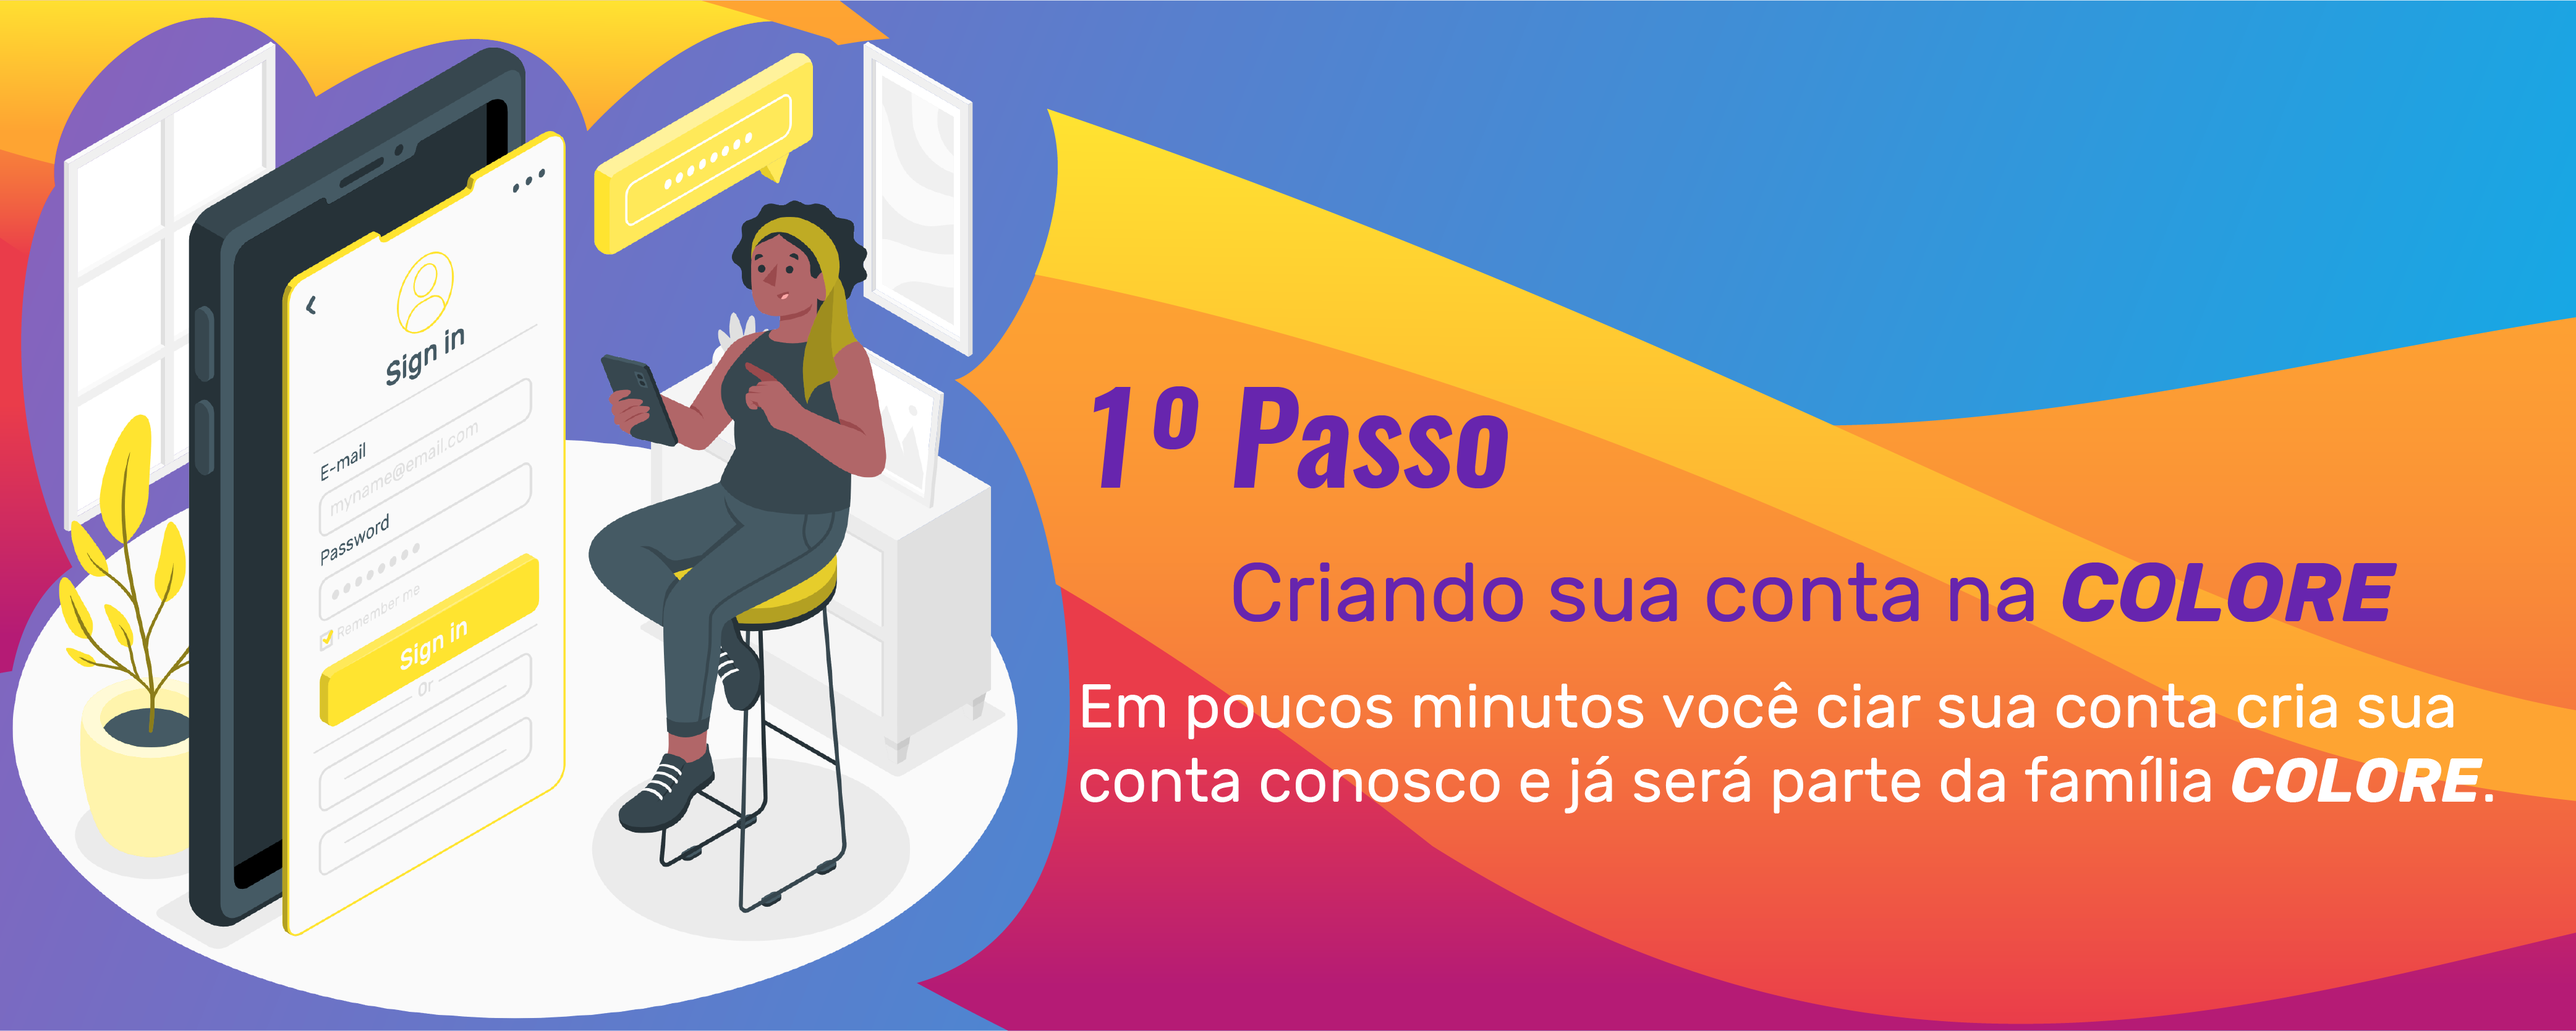 Sign in
E-mail
myname@email.com
Password
Remember me
Sign in
Or
1º Passo
Criando sua conta na COLORE
Em poucos minutos você ciar sua conta cria sua
conta conosco e já será parte da família COLORE.